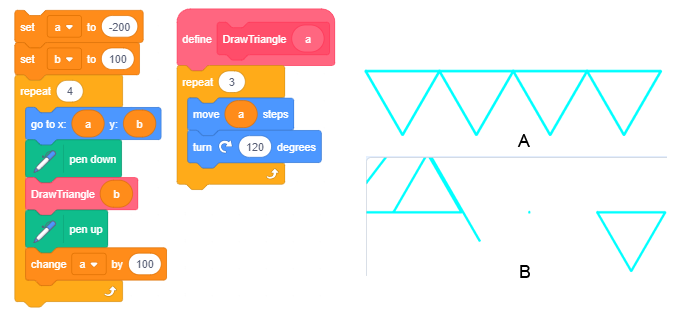 set a to -200
set b to 100
repeat 4
go to x: a y: b
pen down
DrawTriangle b
pen up
change a by 100
define DrawTriangle a
repeat 3
move a steps
turn 120 degrees
A
B